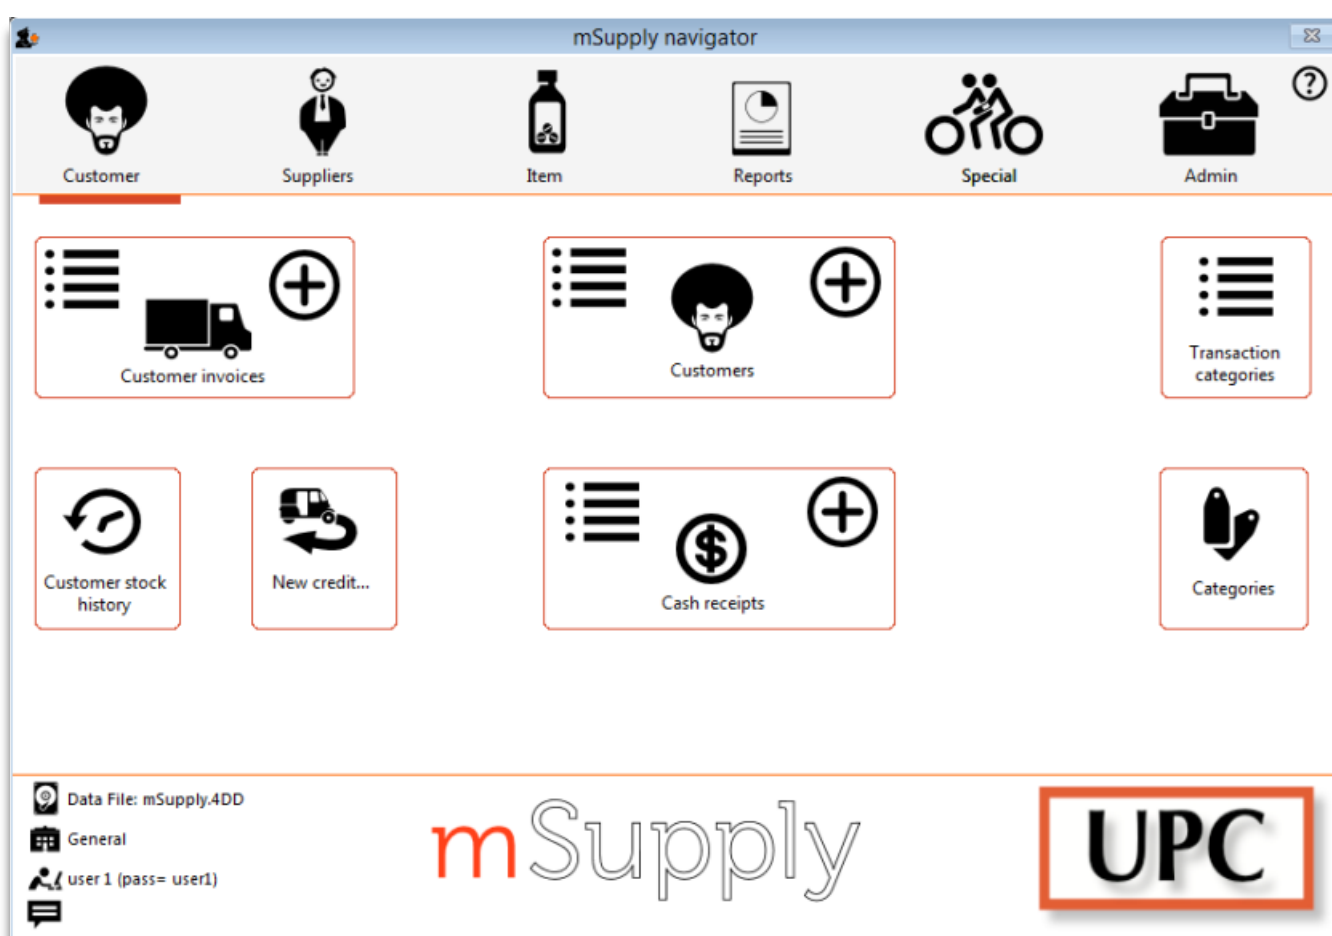 mSupply navigator
Customer
Suppliers
Item
Reports
Special
Admin
?
Customer invoices
Customers
Transaction
categories
Customer stock
history
New credit...
$
Cash receipts
Categories
Data File: mSupply.4DD
General
user 1 (pass= user1)
mSupply
UPC